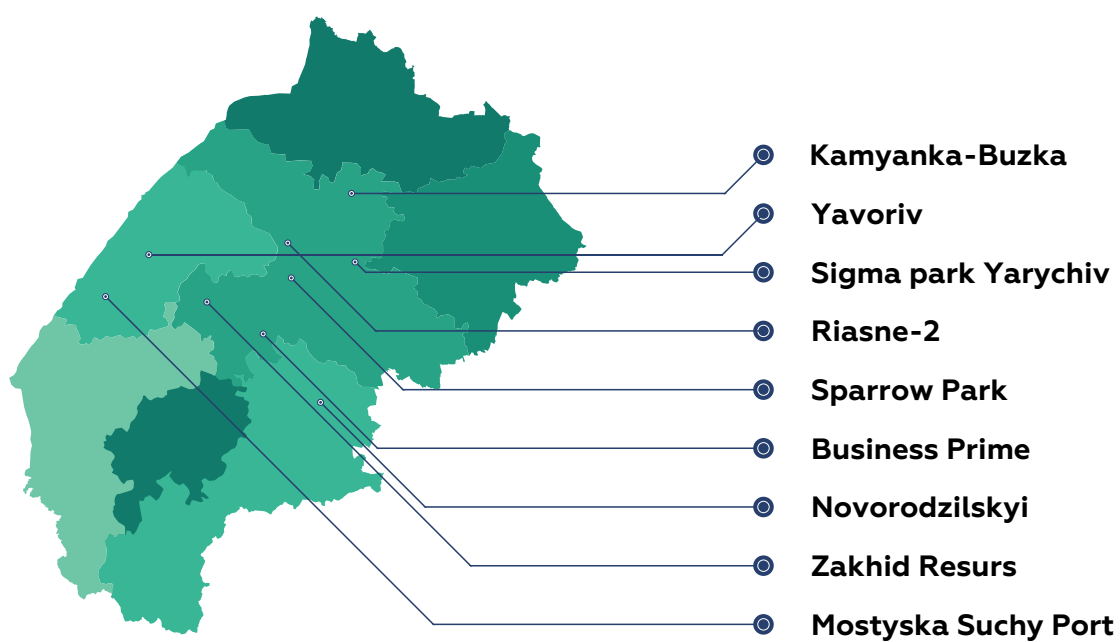 Kamyanka-Buzka
Yavoriv
Sigma park Yarychiv
Riasne-2
Sparrow Park
Business Prime
Novorodzilskyi
Zakhid Resurs
Mostyska Suchy Port